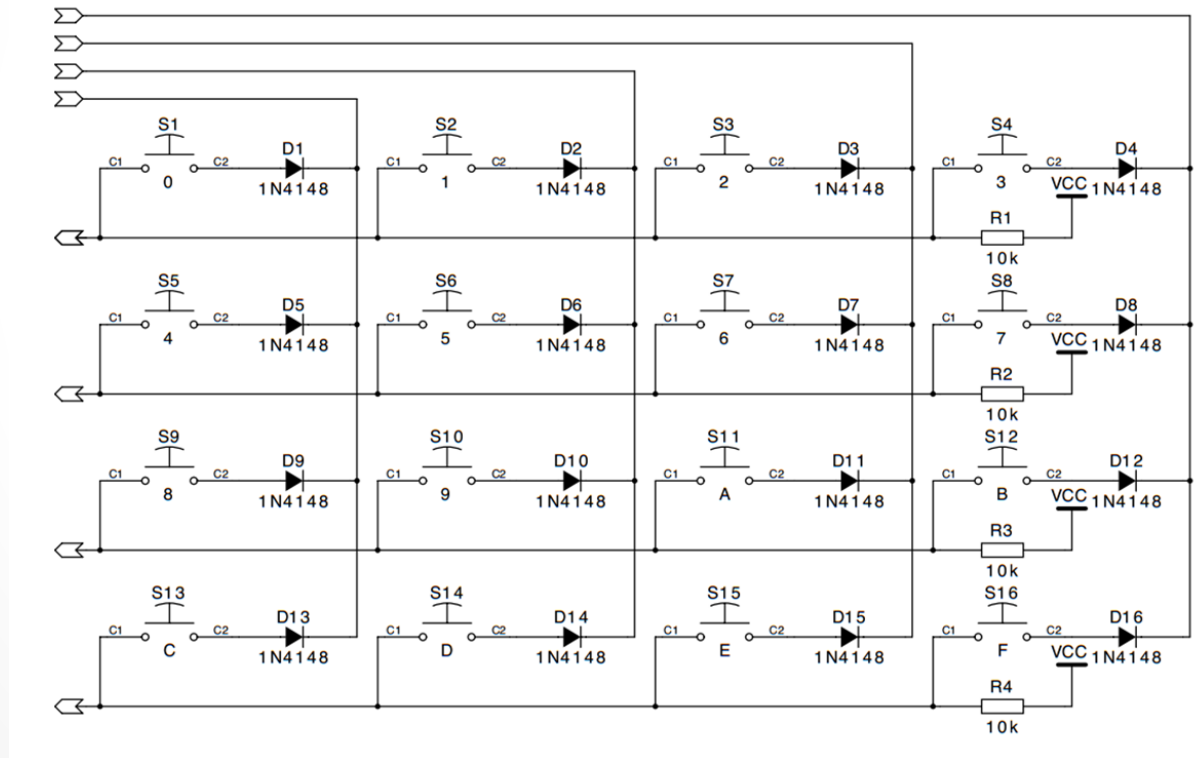 S1 S2 S3 S4
D1 D2 D3 D4
C1 C2 C1 C2 C1 C2 C1 C2
0 1N4148 1 1N4148 2 1N4148 3 VCC 1N4148
R1
10k
S5 S6 S7 S8
D5 D6 D7 D8
C1 C2 C1 C2 C1 C2 C1 C2
4 1N4148 5 1N4148 6 1N4148 7 VCC 1N4148
R2
10k
S9 S10 S11 S12
D9 D10 D11 D12
C1 C2 C1 C2 C1 C2 C1 C2
8 1N4148 9 1N4148 A 1N4148 B VCC 1N4148
R3
10k
S13 S14 S15 S16
D13 D14 D15 D16
C1 C2 C1 C2 C1 C2 C1 C2
C 1N4148 D 1N4148 E 1N4148 F VCC 1N4148
R4
10k